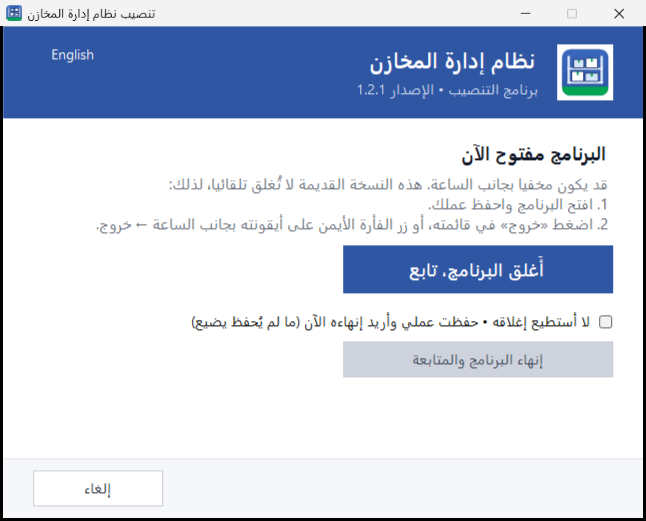 تنصيب نظام إدارة المخازن
English
نظام إدارة المخازن
برنامج التنصيب • الإصدار 1.2.1
البرنامج مفتوح الآن
قد يكون مخفيا بجانب الساعة. هذه النسخة القديمة لا تُغلق تلقائيا، لذلك:
1. افتح البرنامج واحفظ عملك.
2. اضغط «خروج» في قائمته، أو زر الفأرة الأيمن على أيقونته بجانب الساعة ← خروج.
أُغلق البرنامج، تابع
لا أستطيع إغلاقه • حفظت عملي وأريد إنهاءه الآن (ما لم يُحفظ يضيع)
إنهاء البرنامج والمتابعة
إلغاء